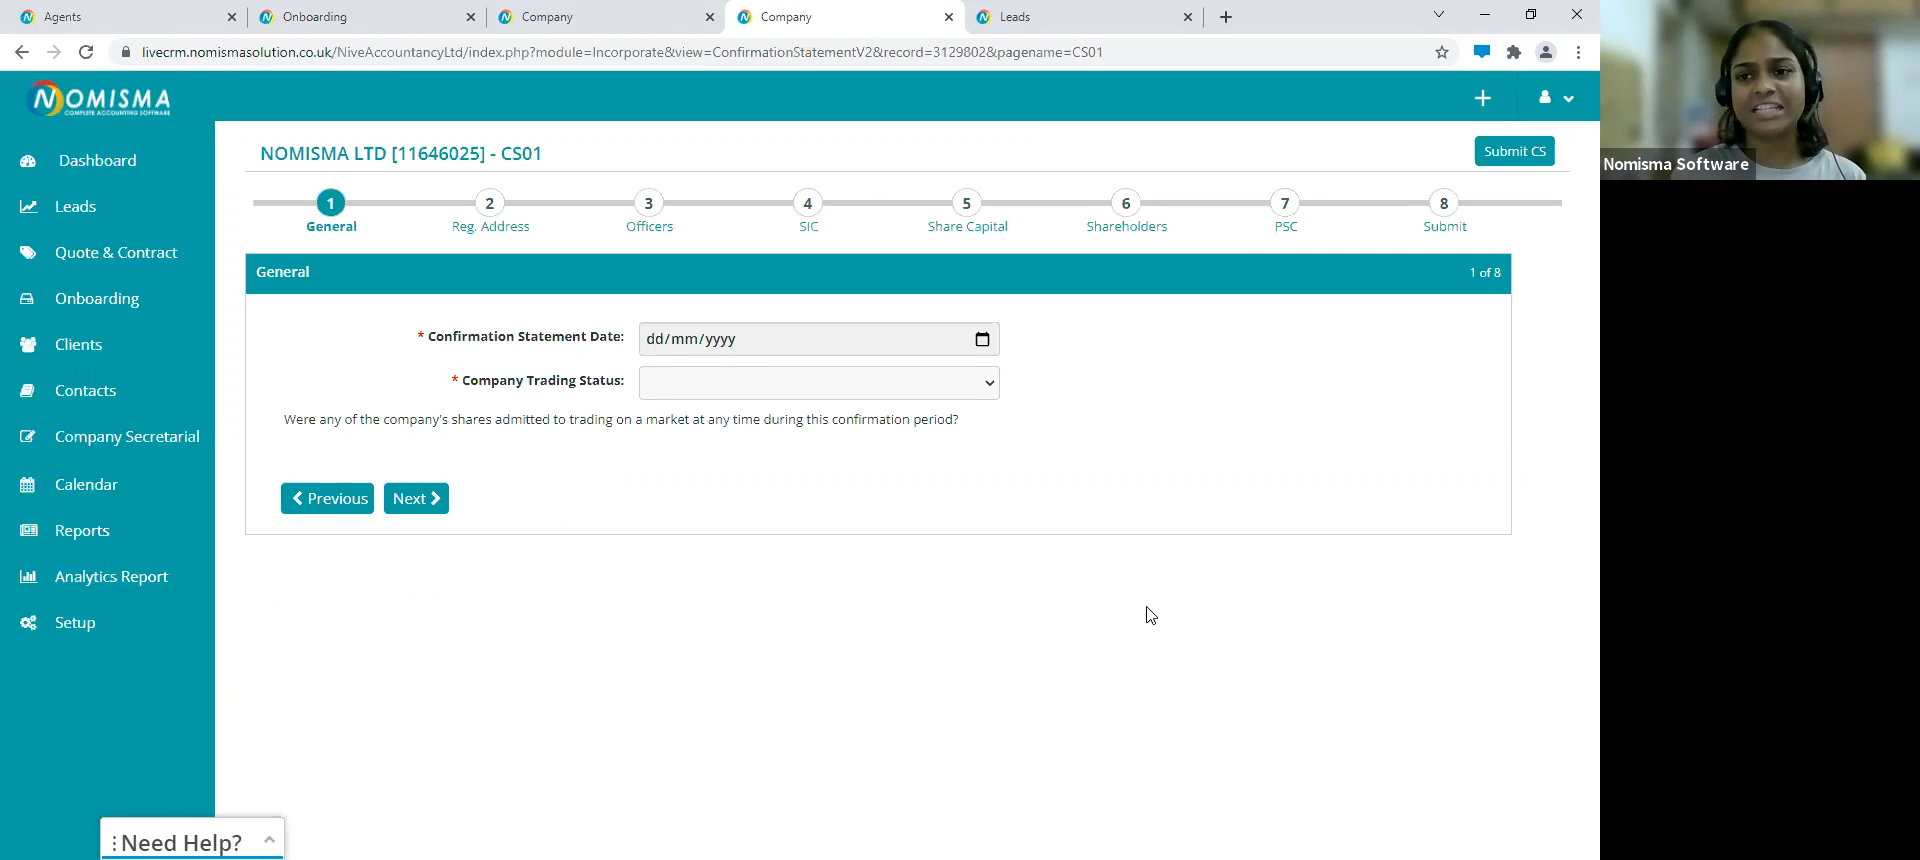 Agents
Onboarding
Company
Company
Leads
livecrm.nomismasolution.co.uk/NiveAccountancyLtd/index.php?module=Incorporate&view=ConfirmationStatementV2&record=3129802&pagename=CS01
NOMISMA
COMPLETE ACCOUNTING SOFTWARE
Dashboard
Leads
Quote & Contract
Onboarding
Clients
Contacts
Company Secretarial
Calendar
Reports
Analytics Report
Setup
NOMISMA LTD [11646025] - CS01
Submit CS
1 2 3 4 5 6 7 8
General Reg. Address Officers SIC Share Capital Shareholders PSC Submit
General 1 of 8
* Confirmation Statement Date: dd/mm/yyyy
* Company Trading Status:
Were any of the company's shares admitted to trading on a market at any time during this confirmation period?
Previous Next
Need Help?
Nomisma Software